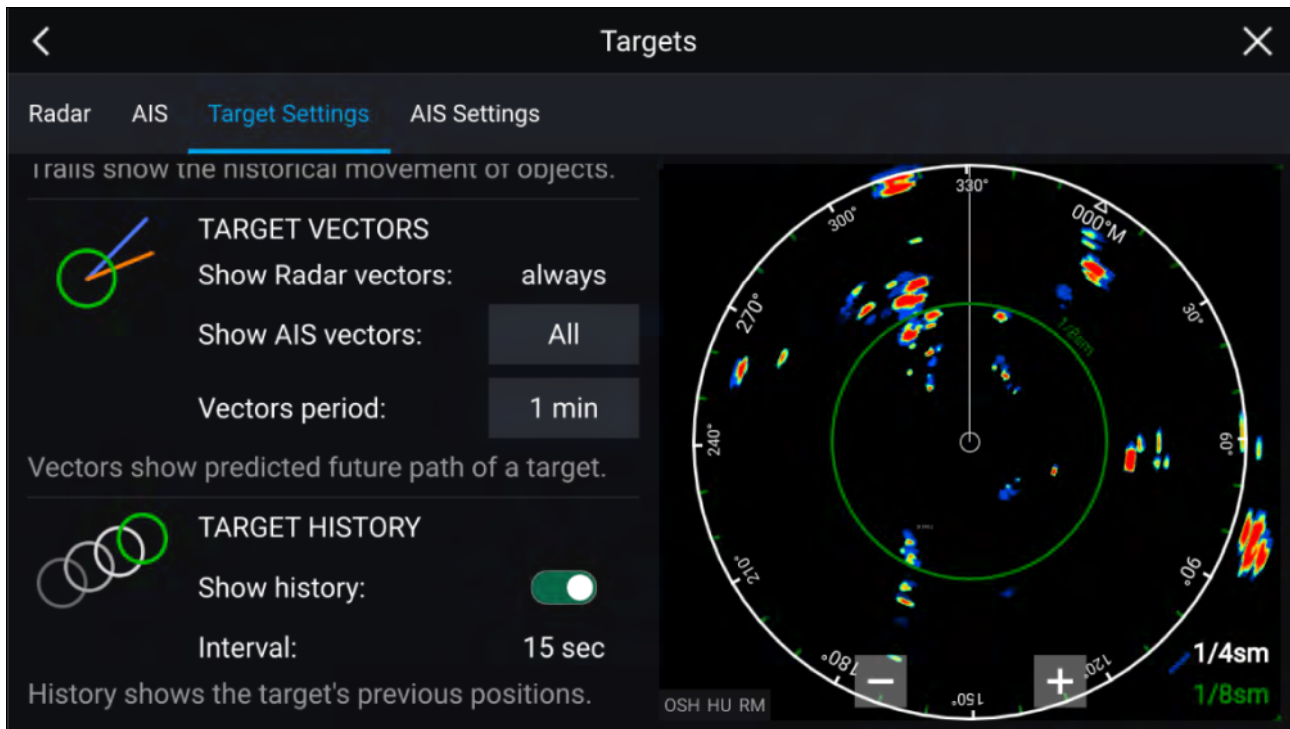 Targets
Radar AIS Target Settings AIS Settings
Trails show the historical movement of objects.
TARGET VECTORS
Show Radar vectors: always
Show AIS vectors: All
Vectors period: 1 min
Vectors show predicted future path of a target.
TARGET HISTORY
Show history:
Interval: 15 sec
History shows the target's previous positions.
330°
000°M
30°
60°
90°
120°
150°
180°
210°
240°
270°
300°
1/8sm
− +
OSH HU RM
1/4sm
1/8sm